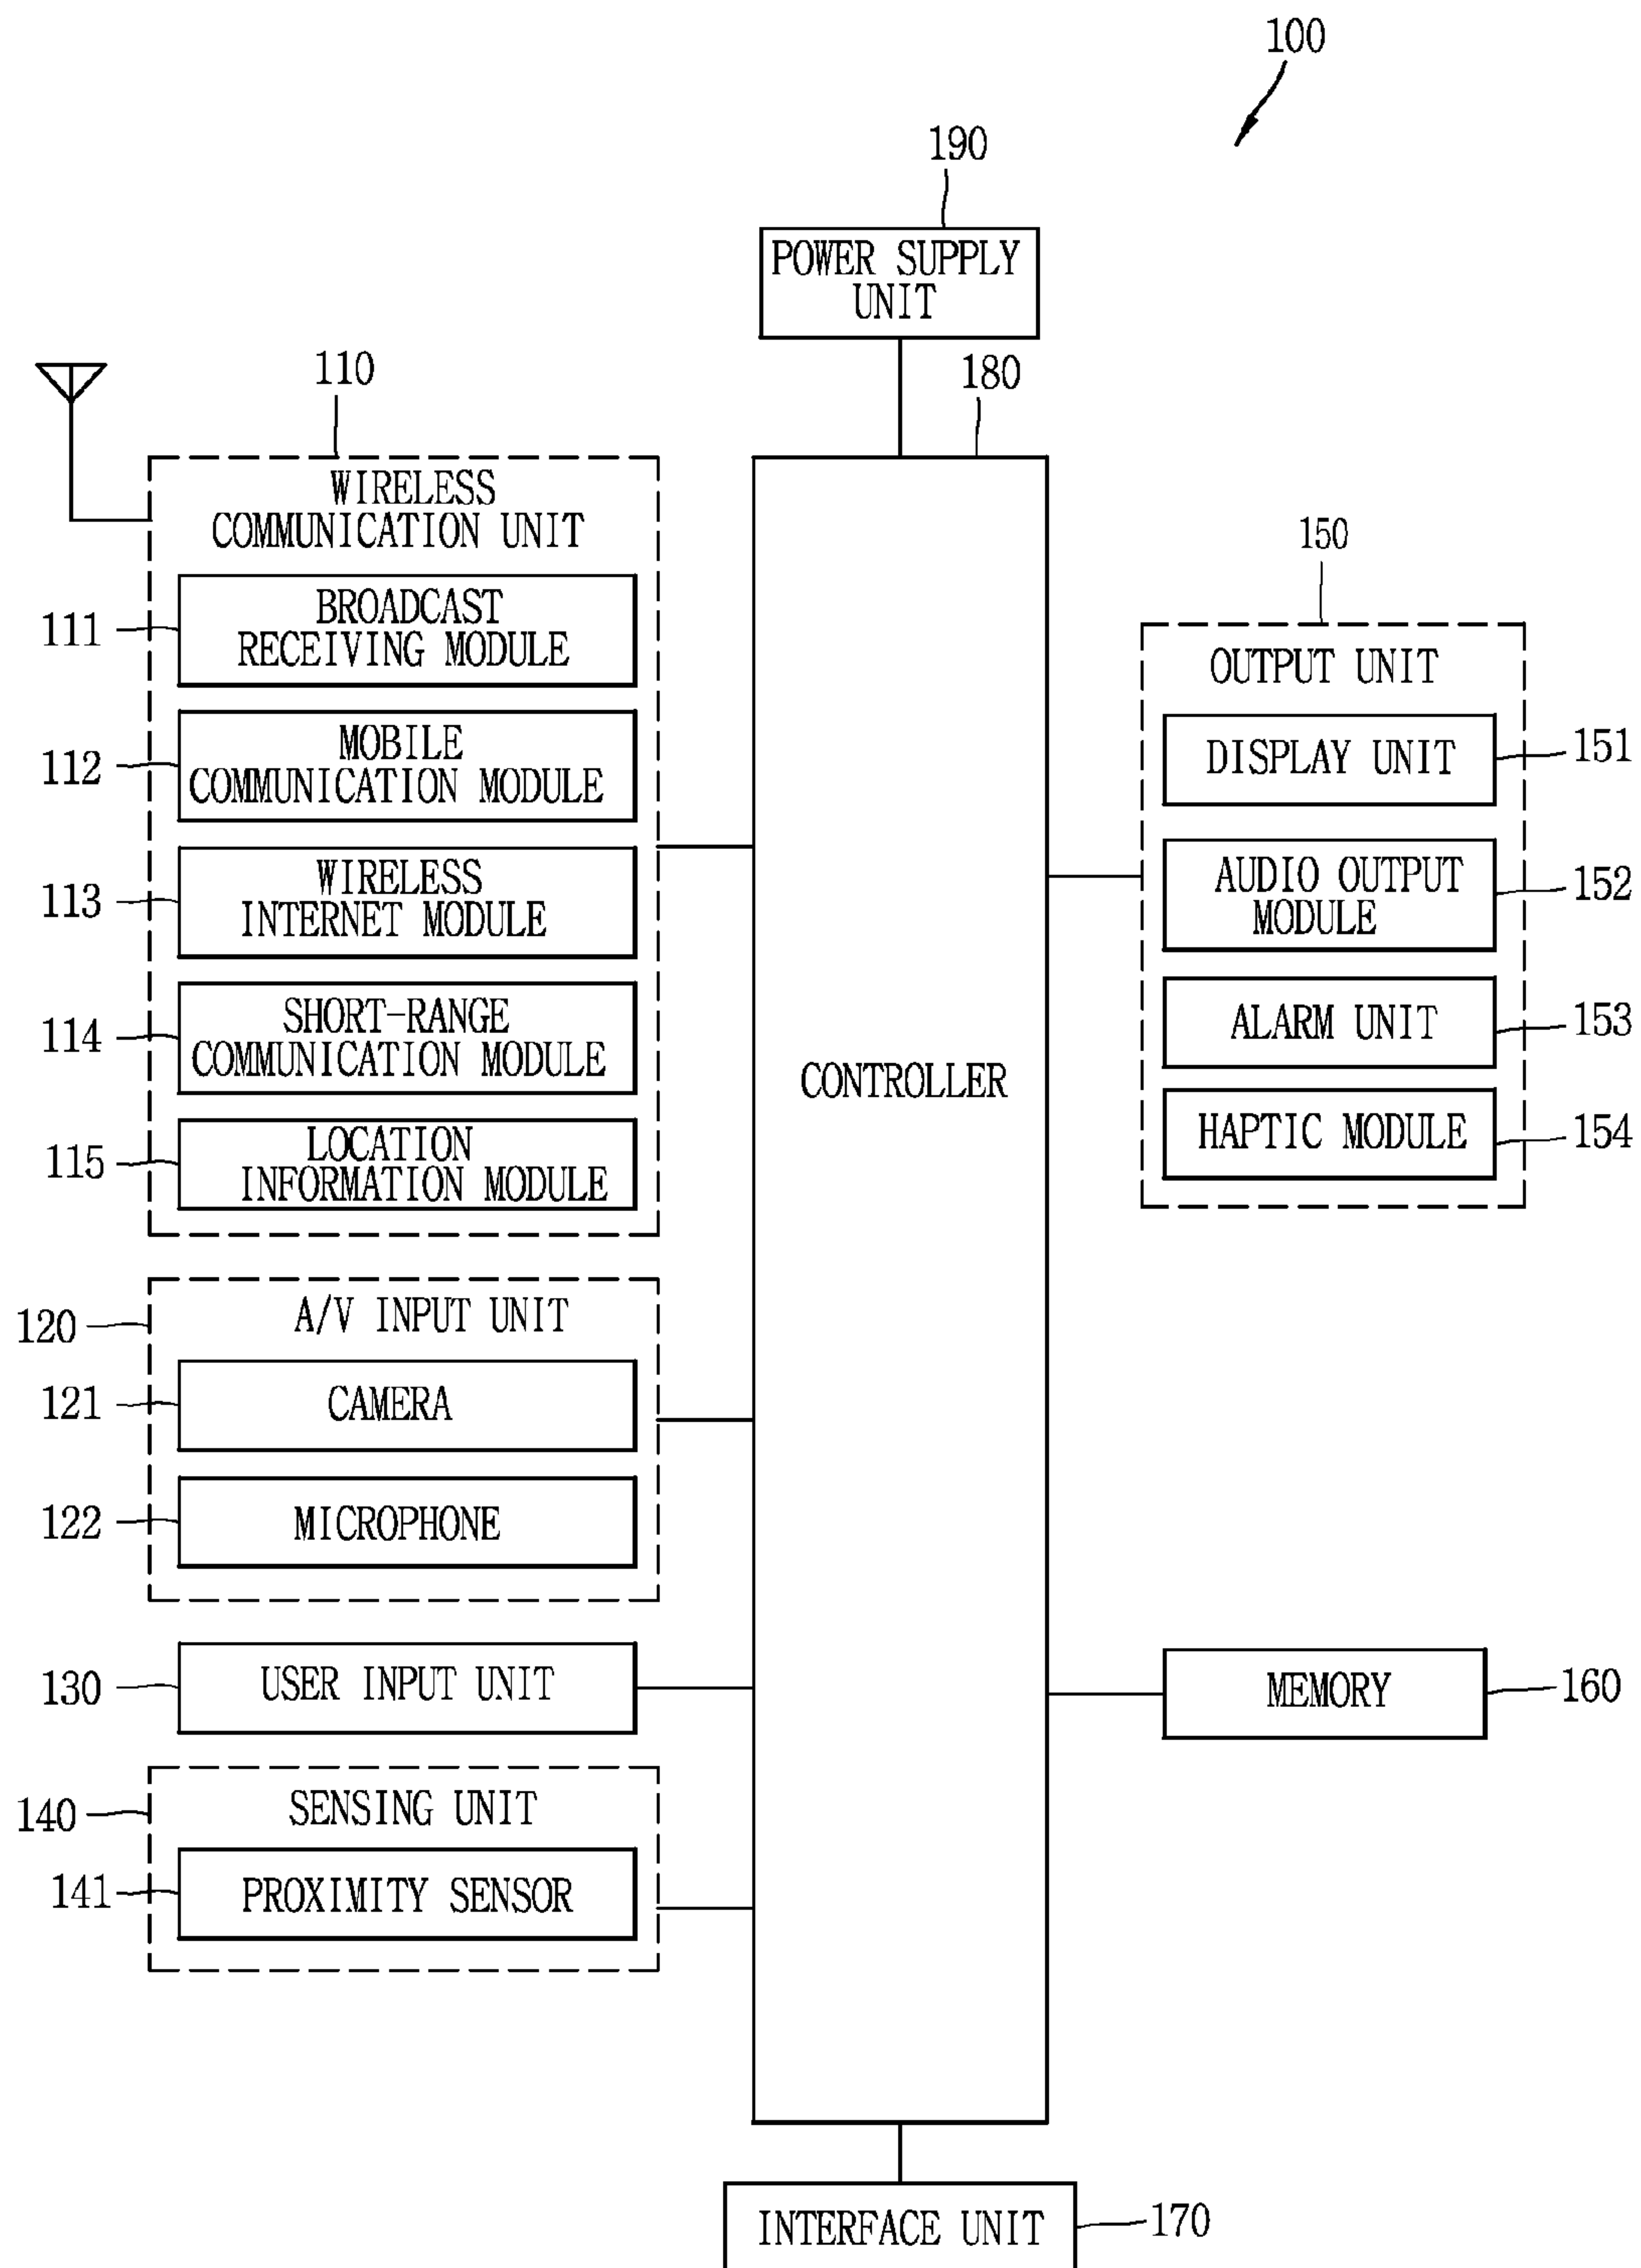 100
190
POWER SUPPLY
UNIT
110
180
WIRELESS
COMMUNICATION UNIT
111
BROADCAST
RECEIVING MODULE
112
MOBILE
COMMUNICATION MODULE
113
WIRELESS
INTERNET MODULE
114
SHORT-RANGE
COMMUNICATION MODULE
115
LOCATION
INFORMATION MODULE
120
A/V INPUT UNIT
121
CAMERA
122
MICROPHONE
130
USER INPUT UNIT
140
SENSING UNIT
141
PROXIMITY SENSOR
CONTROLLER
150
OUTPUT UNIT
DISPLAY UNIT
151
AUDIO OUTPUT
MODULE
152
ALARM UNIT
153
HAPTIC MODULE
154
MEMORY
160
INTERFACE UNIT
170